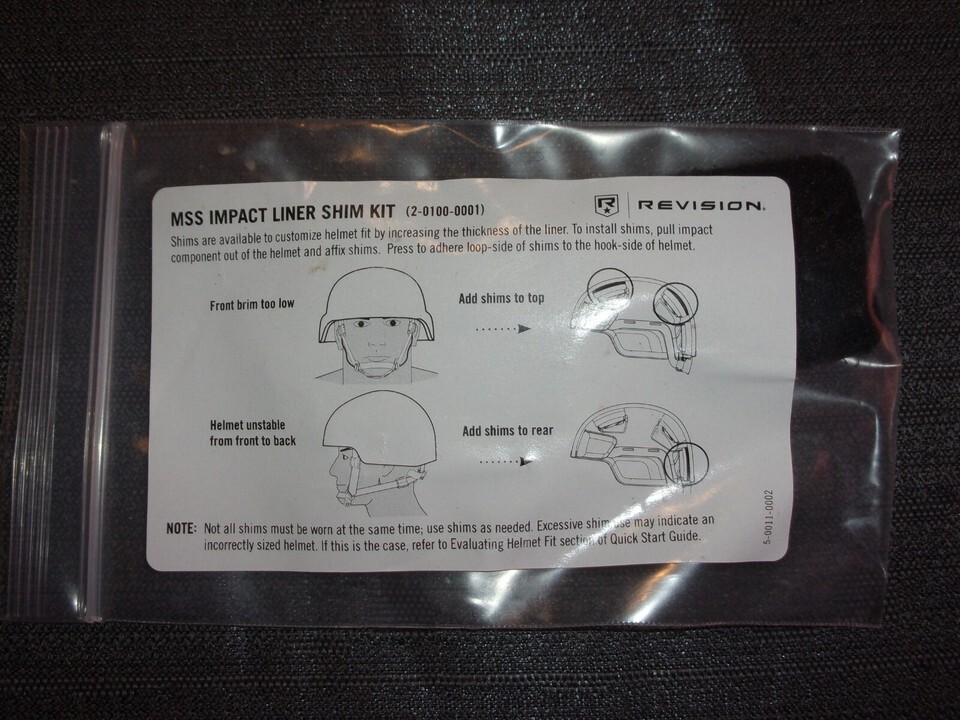 MSS IMPACT LINER SHIM KIT (2-0100-0001)
R REVISION®
Shims are available to customize helmet fit by increasing the thickness of the liner. To install shims, pull impact
component out of the helmet and affix shims. Press to adhere loop-side of shims to the hook-side of helmet.
Front brim too low
Add shims to top
Helmet unstable
from front to back
Add shims to rear
NOTE: Not all shims must be worn at the same time; use shims as needed. Excessive shim use may indicate an
incorrectly sized helmet. If this is the case, refer to Evaluating Helmet Fit section of Quick Start Guide.
5-0011-0002